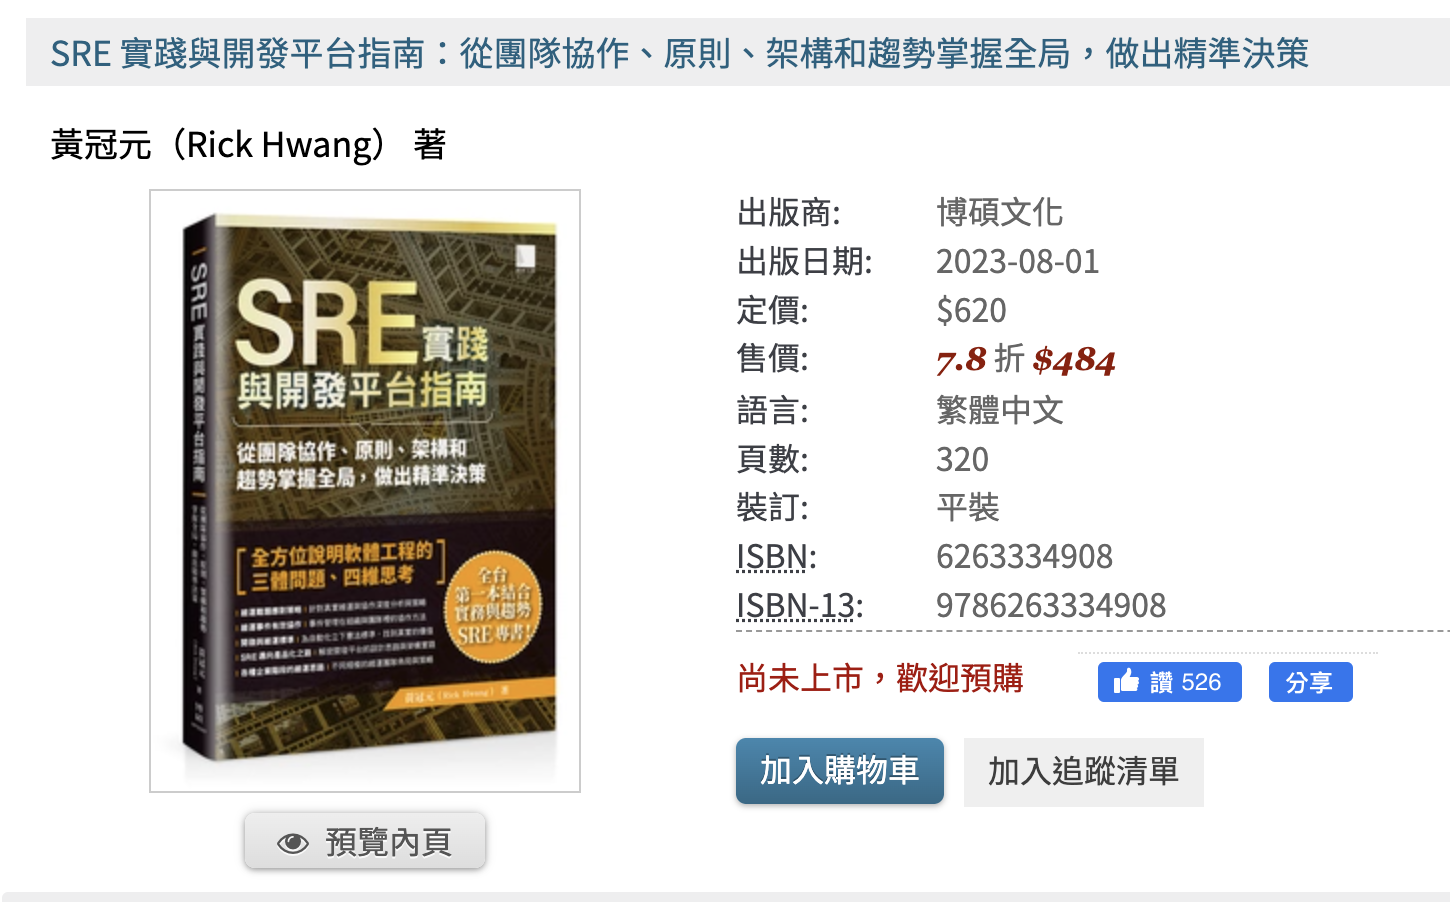 SRE 實踐與開發平台指南：從團隊協作、原則、架構和趨勢掌握全局，做出精準決策
黃冠元（Rick Hwang） 著
SRE實踐與開發平台指南
SRE實踐
與開發平台指南
從團隊協作、原則、架構和
趨勢掌握全局，做出精準決策
全方位說明軟體工程的
三體問題、四維思考
全台
第一本結合
實務與趨勢
SRE 專書!
黃冠元（Rick Hwang）著
預覽內頁
出版商: 博碩文化
出版日期: 2023-08-01
定價: $620
售價: 7.8 折 $484
語言: 繁體中文
頁數: 320
裝訂: 平裝
ISBN: 6263334908
ISBN-13: 9786263334908
尚未上市，歡迎預購
讚 526
分享
加入購物車
加入追蹤清單